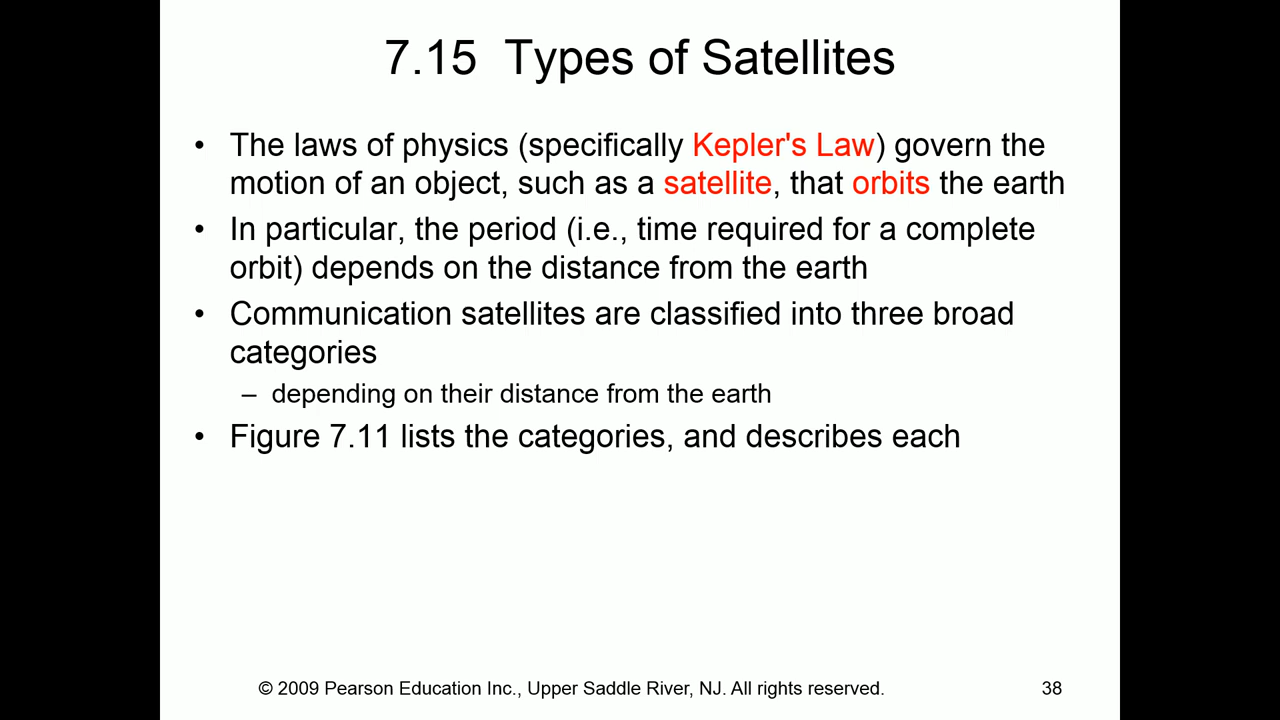 7.15 Types of Satellites
• The laws of physics (specifically Kepler's Law) govern the
motion of an object, such as a satellite, that orbits the earth
• In particular, the period (i.e., time required for a complete
orbit) depends on the distance from the earth
• Communication satellites are classified into three broad
categories
– depending on their distance from the earth
• Figure 7.11 lists the categories, and describes each
© 2009 Pearson Education Inc., Upper Saddle River, NJ. All rights reserved.
38